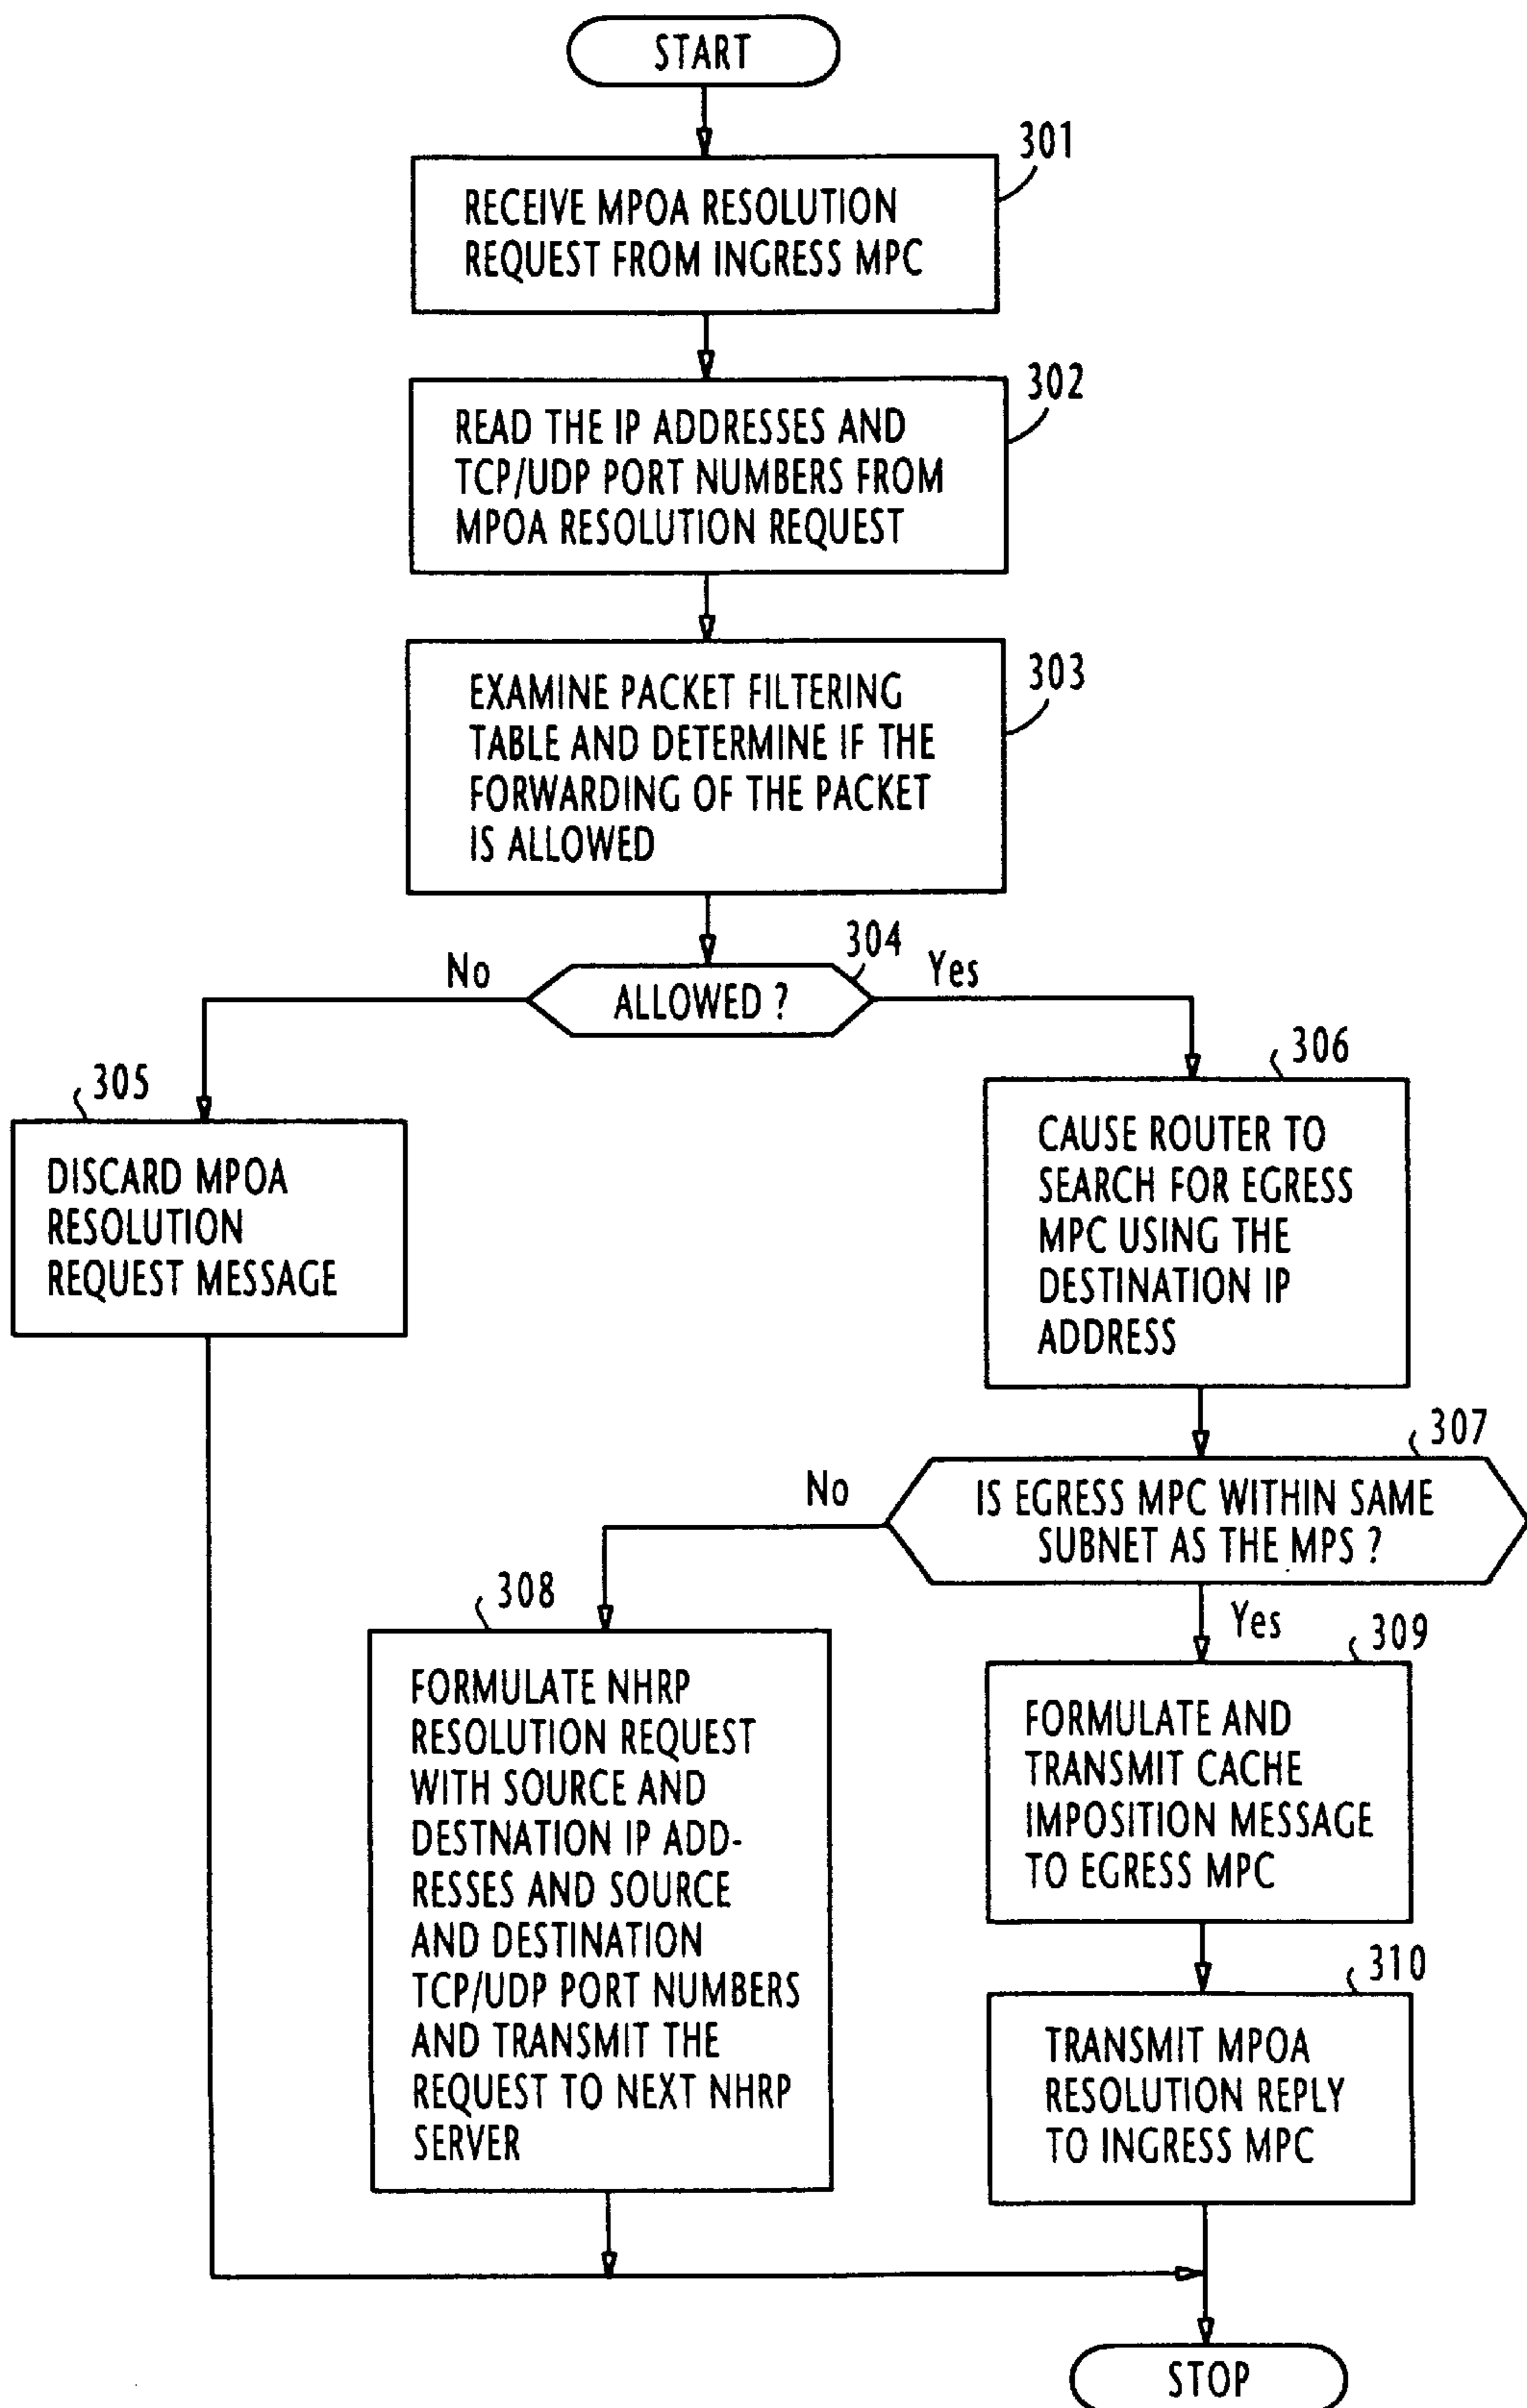 START
301
RECEIVE MPOA RESOLUTION
REQUEST FROM INGRESS MPC
302
READ THE IP ADDRESSES AND
TCP/UDP PORT NUMBERS FROM
MPOA RESOLUTION REQUEST
303
EXAMINE PACKET FILTERING
TABLE AND DETERMINE IF THE
FORWARDING OF THE PACKET
IS ALLOWED
304
No
Yes
ALLOWED ?
305
DISCARD MPOA
RESOLUTION
REQUEST MESSAGE
306
CAUSE ROUTER TO
SEARCH FOR EGRESS
MPC USING THE
DESTINATION IP
ADDRESS
307
No
IS EGRESS MPC WITHIN SAME
SUBNET AS THE MPS ?
Yes
308
FORMULATE NHRP
RESOLUTION REQUEST
WITH SOURCE AND
DESTNATION IP ADD-
RESSES AND SOURCE
AND DESTINATION
TCP/UDP PORT NUMBERS
AND TRANSMIT THE
REQUEST TO NEXT NHRP
SERVER
309
FORMULATE AND
TRANSMIT CACHE
IMPOSITION MESSAGE
TO EGRESS MPC
310
TRANSMIT MPOA
RESOLUTION REPLY
TO INGRESS MPC
STOP